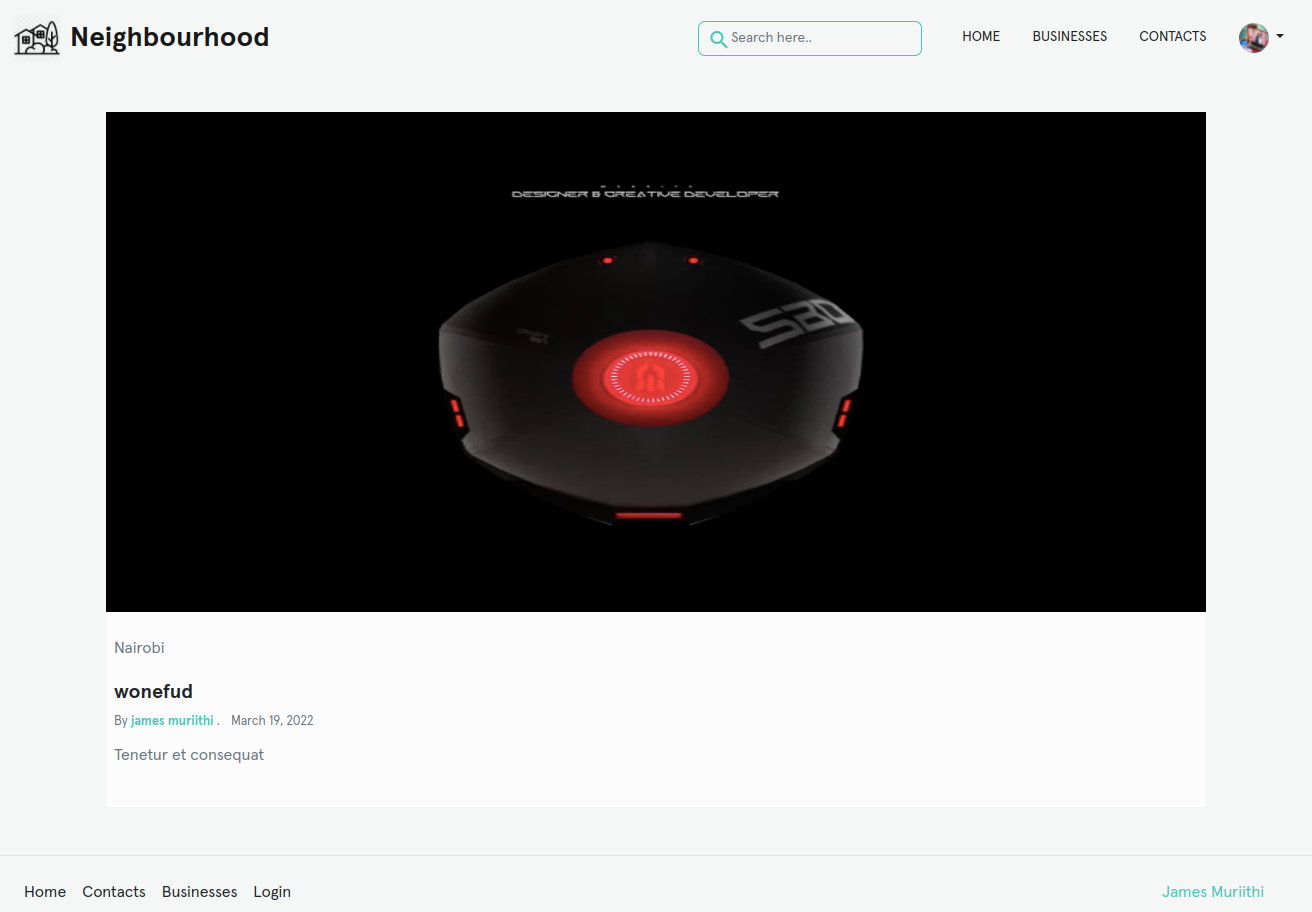 Neighbourhood
Search here..
HOME
BUSINESSES
CONTACTS
DESIGNER & CREATIVE DEVELOPER
S20
Nairobi
wonefud
By james muriithi . March 19, 2022
Tenetur et consequat
Home Contacts Businesses Login
James Muriithi